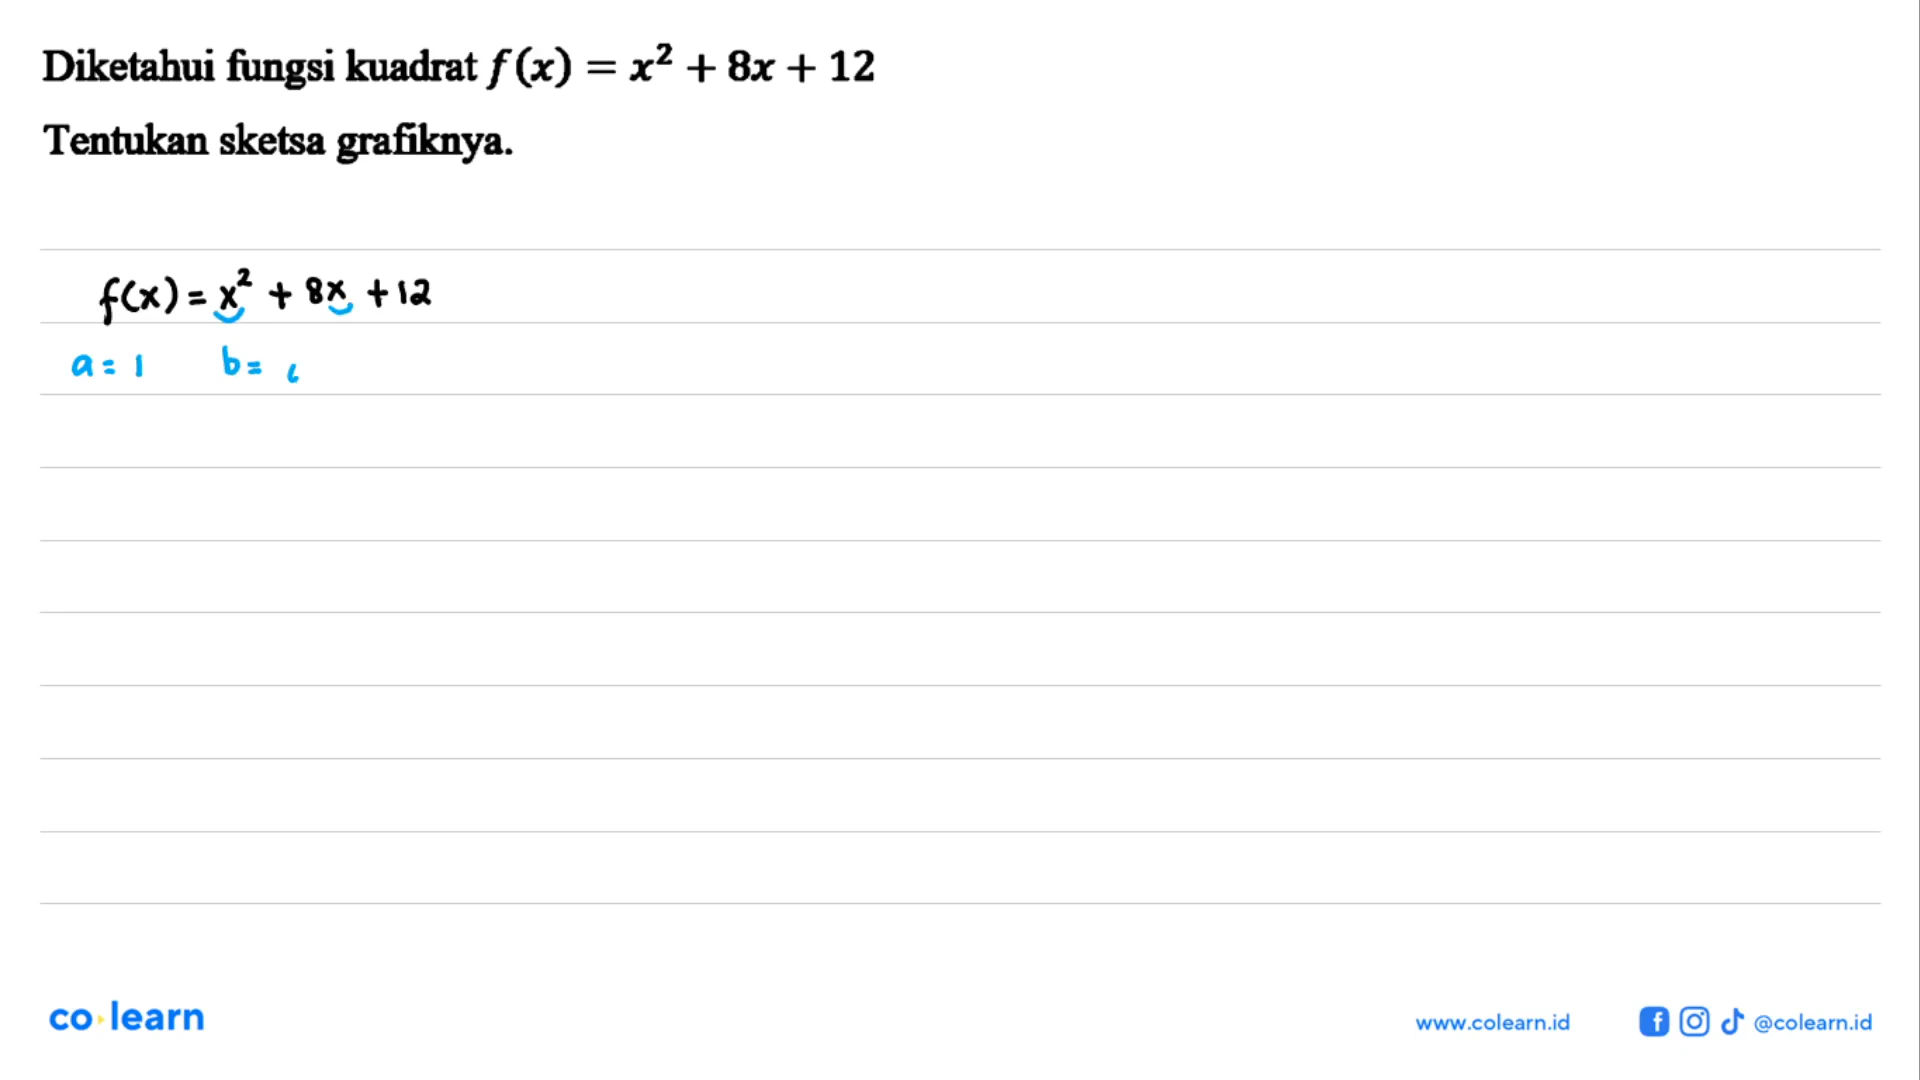 Diketahui fungsi kuadrat f(x) = x² + 8x + 12
Tentukan sketsa grafiknya.
f(x) = x² + 8x + 12
a = 1 b =
co learn
www.colearn.id @colearn.id